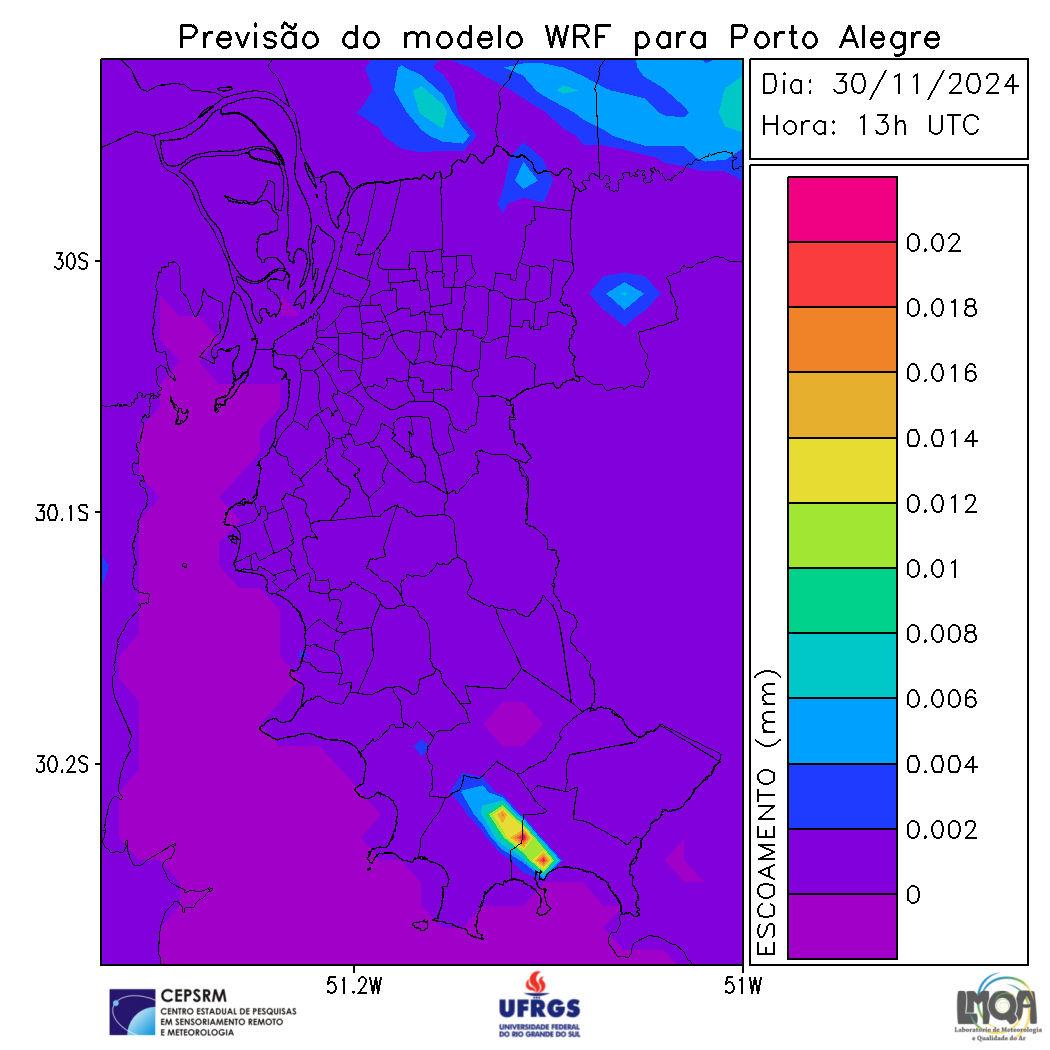 Previsão do modelo WRF para Porto Alegre
Dia: 30/11/2024
Hora: 13h UTC
30S
30.1S
30.2S
51.2W
51W
ESCOAMENTO (mm)
0.02
0.018
0.016
0.014
0.012
0.01
0.008
0.006
0.004
0.002
0
CEPSRM
CENTRO ESTADUAL DE PESQUISAS
EM SENSORIAMENTO REMOTO
E METEOROLOGIA
UFRGS
UNIVERSIDADE FEDERAL
DO RIO GRANDE DO SUL
LMQA
Laboratório de Meteorologia
e Qualidade do Ar